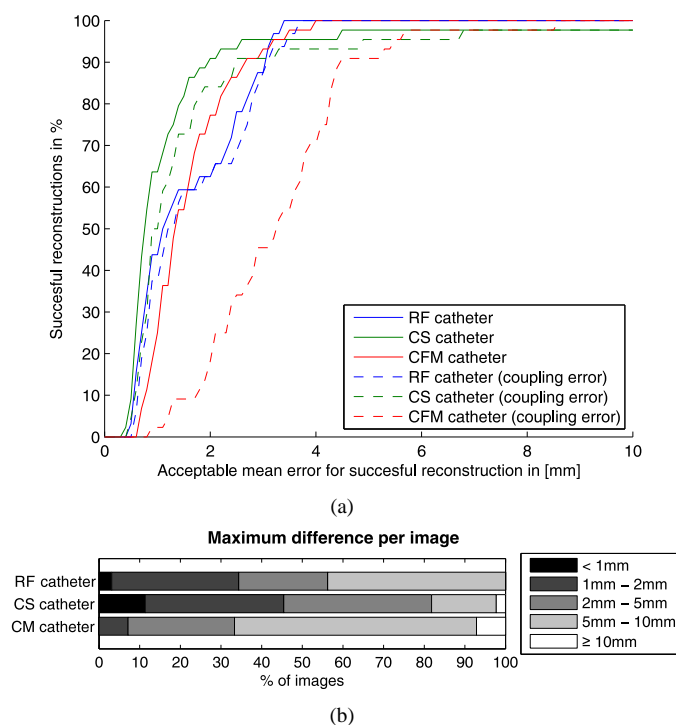 100
90
80
70
60
50
40
30
20
10
0
Succesful reconstructions in %
RF catheter
CS catheter
CFM catheter
RF catheter (coupling error)
CS catheter (coupling error)
CFM catheter (coupling error)
0 2 4 6 8 10
Acceptable mean error for succesful reconstruction in [mm]
(a)
Maximum difference per image
RF catheter
CS catheter
CM catheter
0 10 20 30 40 50 60 70 80 90 100
% of images
< 1mm
1mm − 2mm
2mm − 5mm
5mm − 10mm
≥ 10mm
(b)